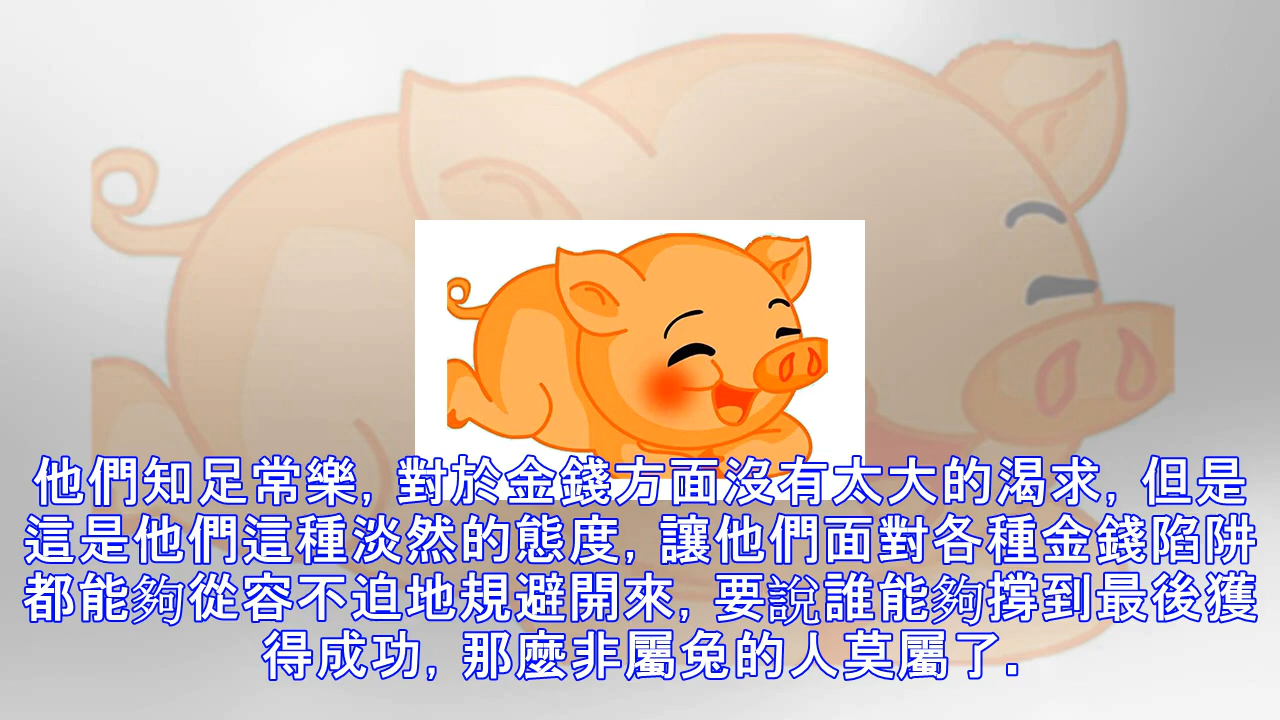 他們知足常樂, 對於金錢方面沒有太大的渴求, 但是
這是他們這種淡然的態度, 讓他們面對各種金錢陷阱
都能夠從容不迫地規避開來, 要說誰能夠撐到最後獲
得成功, 那麼非屬兔的人莫屬了.